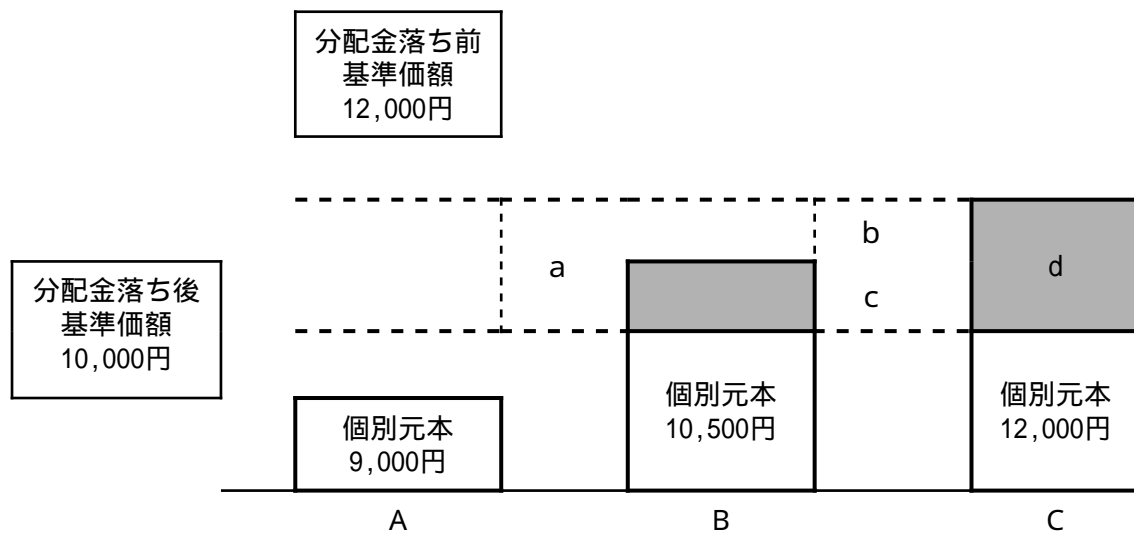 分配金落ち前
基準価額
12,000円
分配金落ち後
基準価額
10,000円
a
b
c
d
個別元本
9,000円
個別元本
10,500円
個別元本
12,000円
A
B
C